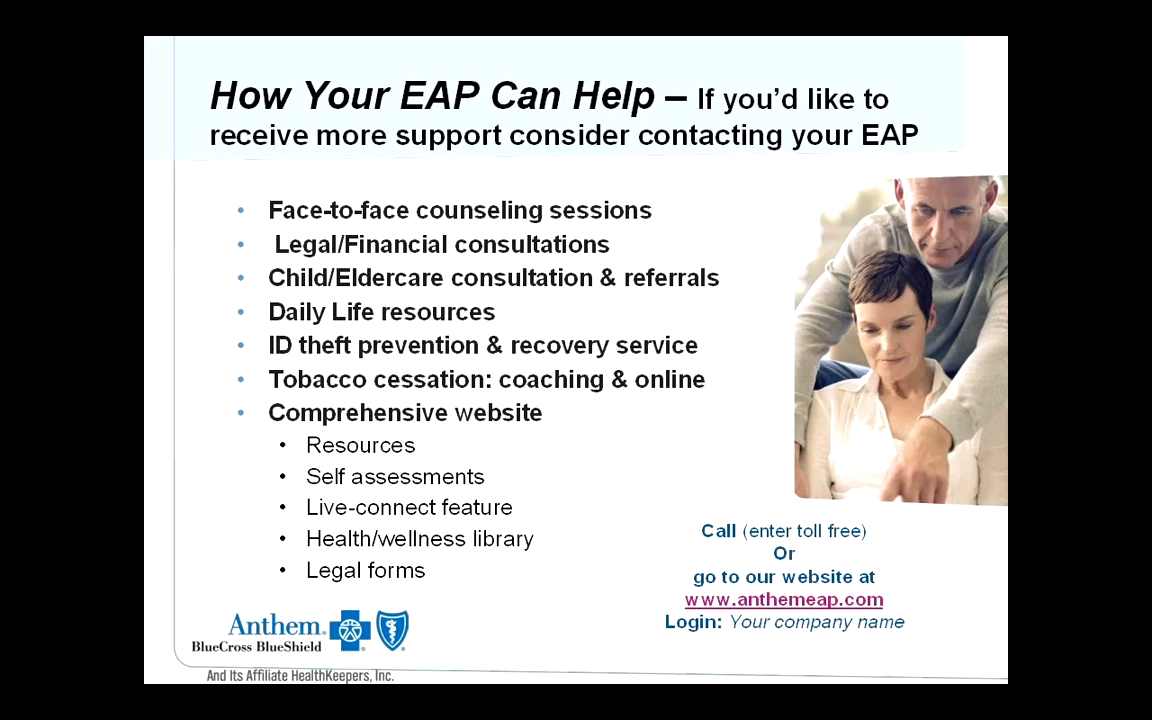 How Your EAP Can Help – If you'd like to
receive more support consider contacting your EAP
• Face-to-face counseling sessions
• Legal/Financial consultations
• Child/Eldercare consultation & referrals
• Daily Life resources
• ID theft prevention & recovery service
• Tobacco cessation: coaching & online
• Comprehensive website
• Resources
• Self assessments
• Live-connect feature
• Health/wellness library
• Legal forms
Call (enter toll free)
Or
go to our website at
www.anthemeap.com
Login: Your company name
Anthem.
BlueCross BlueShield
And Its Affiliate HealthKeepers, Inc.